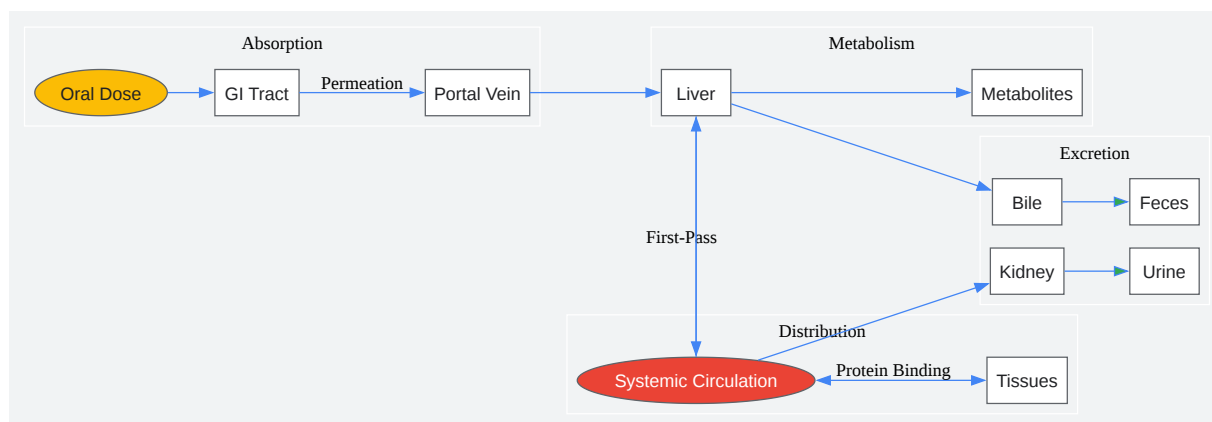 Absorption
Metabolism
Oral Dose
GI Tract
Permeation
Portal Vein
Liver
Metabolites
Excretion
Bile
Feces
First-Pass
Kidney
Urine
Distribution
Systemic Circulation
Protein Binding
Tissues